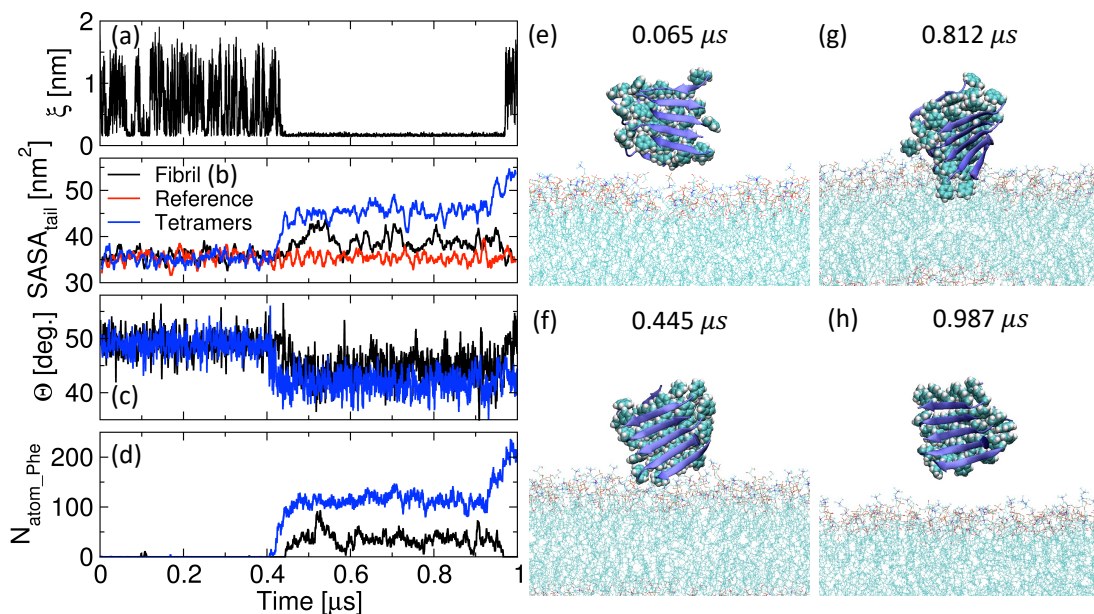 (a)
2
1
0
ξ [nm]
Fibril (b)
Reference
Tetramers
50
40
30
SASAtail [nm²]
50
40
Θ [deg.]
(c)
(d)
200
100
0
Natom_Phe
0 0.2 0.4 0.6 0.8 1
Time [μs]
(e) 0.065 μs
(g) 0.812 μs
(f) 0.445 μs
(h) 0.987 μs